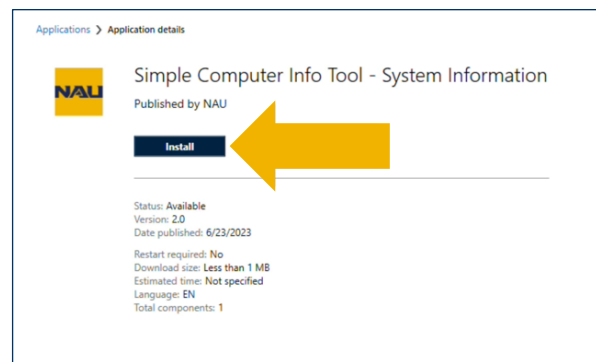 Applications ❯ Application details
NAU
Simple Computer Info Tool - System Information
Published by NAU
Install
Status: Available
Version: 2.0
Date published: 6/23/2023
Restart required: No
Download size: Less than 1 MB
Estimated time: Not specified
Language: EN
Total components: 1